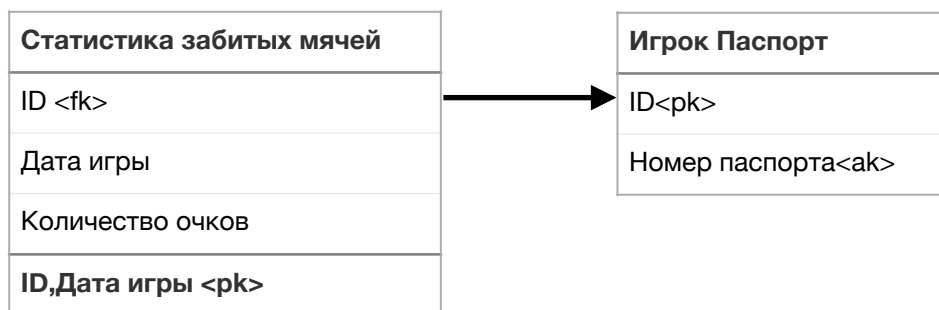 Статистика забитых мячей
ID <fk>
Дата игры
Количество очков
ID,Дата игры <pk>
Игрок Паспорт
ID<pk>
Номер паспорта<ak>